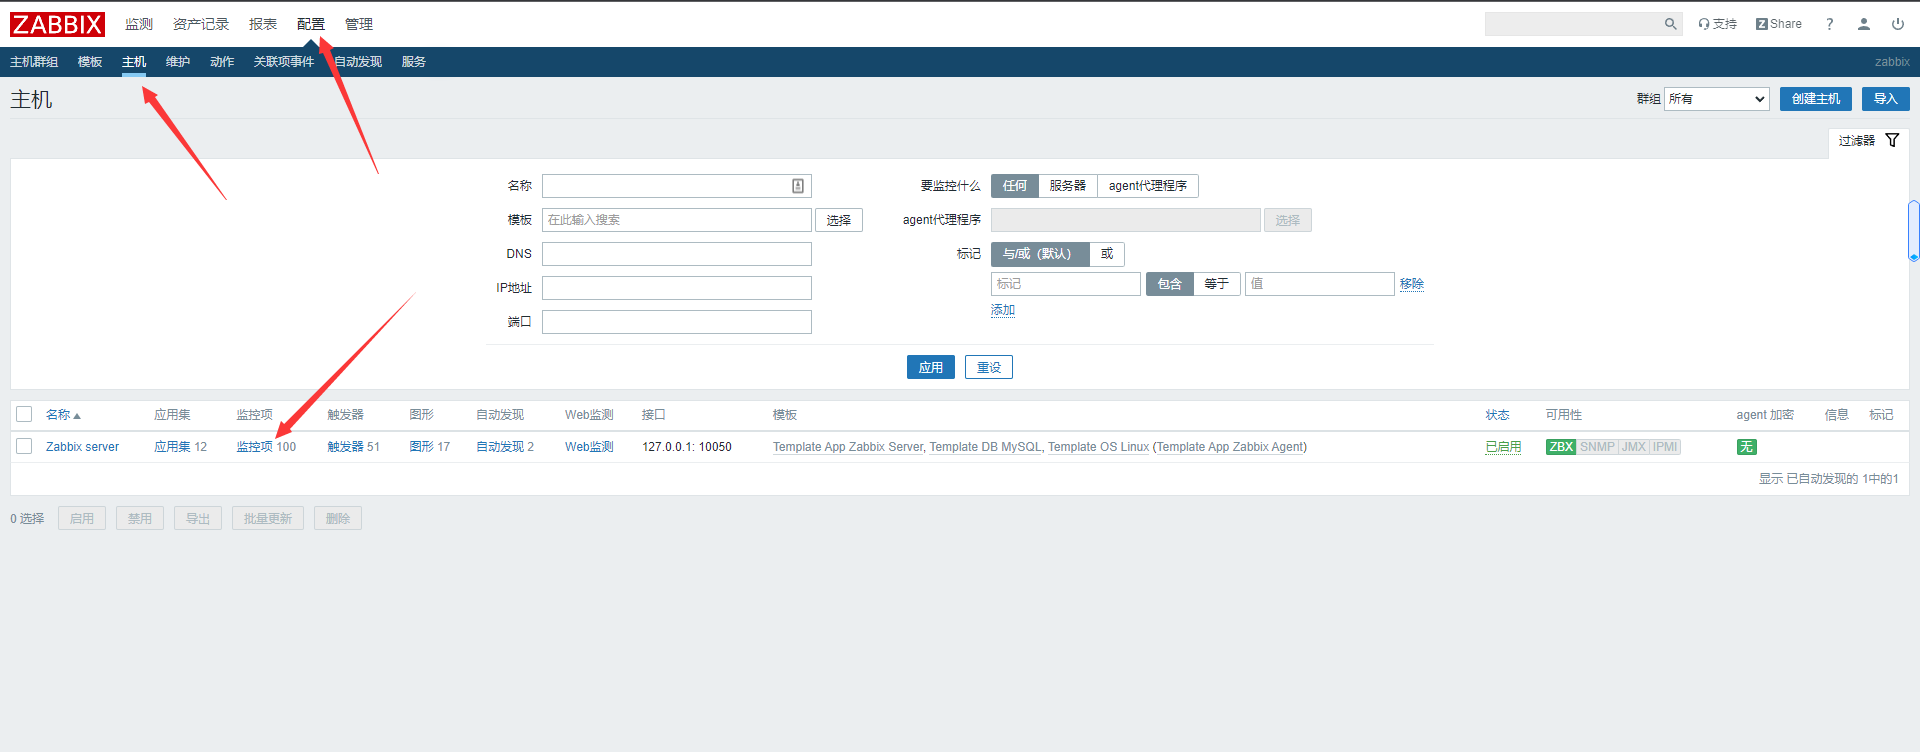 ZABBIX 监测 资产记录 报表 配置 管理 支持 Z Share ?
主机群组 模板 主机 维护 动作 关联项事件 自动发现 服务 zabbix
主机 群组 所有 创建主机 导入
过滤器
名称 要监控什么 任何 服务器 agent代理程序
模板 在此输入搜索 选择 agent代理程序 选择
DNS 标记 与/或（默认） 或
IP地址 标记 包含 等于 值 移除
添加
端口
应用 重设
名称 应用集 监控项 触发器 图形 自动发现 Web监测 接口 模板 状态 可用性 agent 加密 信息 标记
Zabbix server 应用集 12 监控项 100 触发器 51 图形 17 自动发现 2 Web监测 127.0.0.1: 10050 Template App Zabbix Server, Template DB MySQL, Template OS Linux (Template App Zabbix Agent) 已启用 ZBX SNMP JMX IPMI 无
显示 已自动发现的 1中的1
0 选择 启用 禁用 导出 批量更新 删除